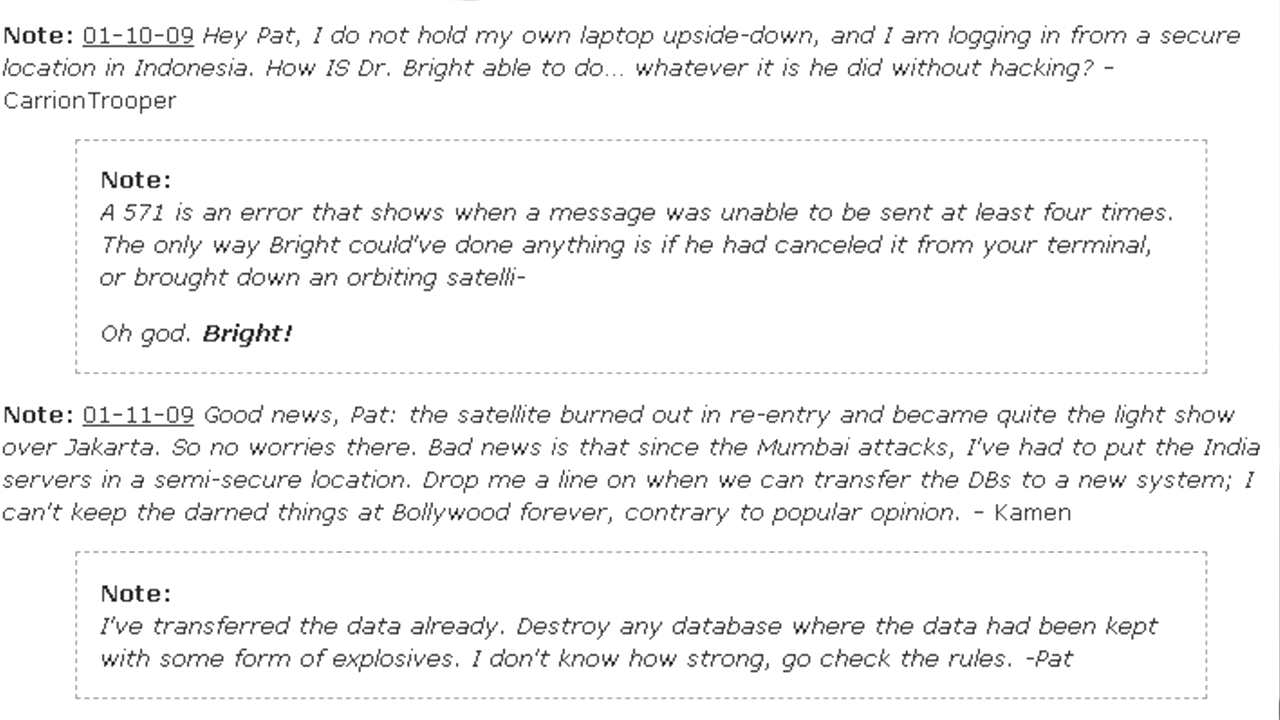 Note: 01-10-09 Hey Pat, I do not hold my own laptop upside-down, and I am logging in from a secure
location in Indonesia. How IS Dr. Bright able to do... whatever it is he did without hacking? –
CarrionTrooper
Note:
A 571 is an error that shows when a message was unable to be sent at least four times.
The only way Bright could've done anything is if he had canceled it from your terminal,
or brought down an orbiting satelli-
Oh god. Bright!
Note: 01-11-09 Good news, Pat: the satellite burned out in re-entry and became quite the light show
over Jakarta. So no worries there. Bad news is that since the Mumbai attacks, I've had to put the India
servers in a semi-secure location. Drop me a line on when we can transfer the DBs to a new system; I
can't keep the darned things at Bollywood forever, contrary to popular opinion. – Kamen
Note:
I've transferred the data already. Destroy any database where the data had been kept
with some form of explosives. I don't know how strong, go check the rules. -Pat